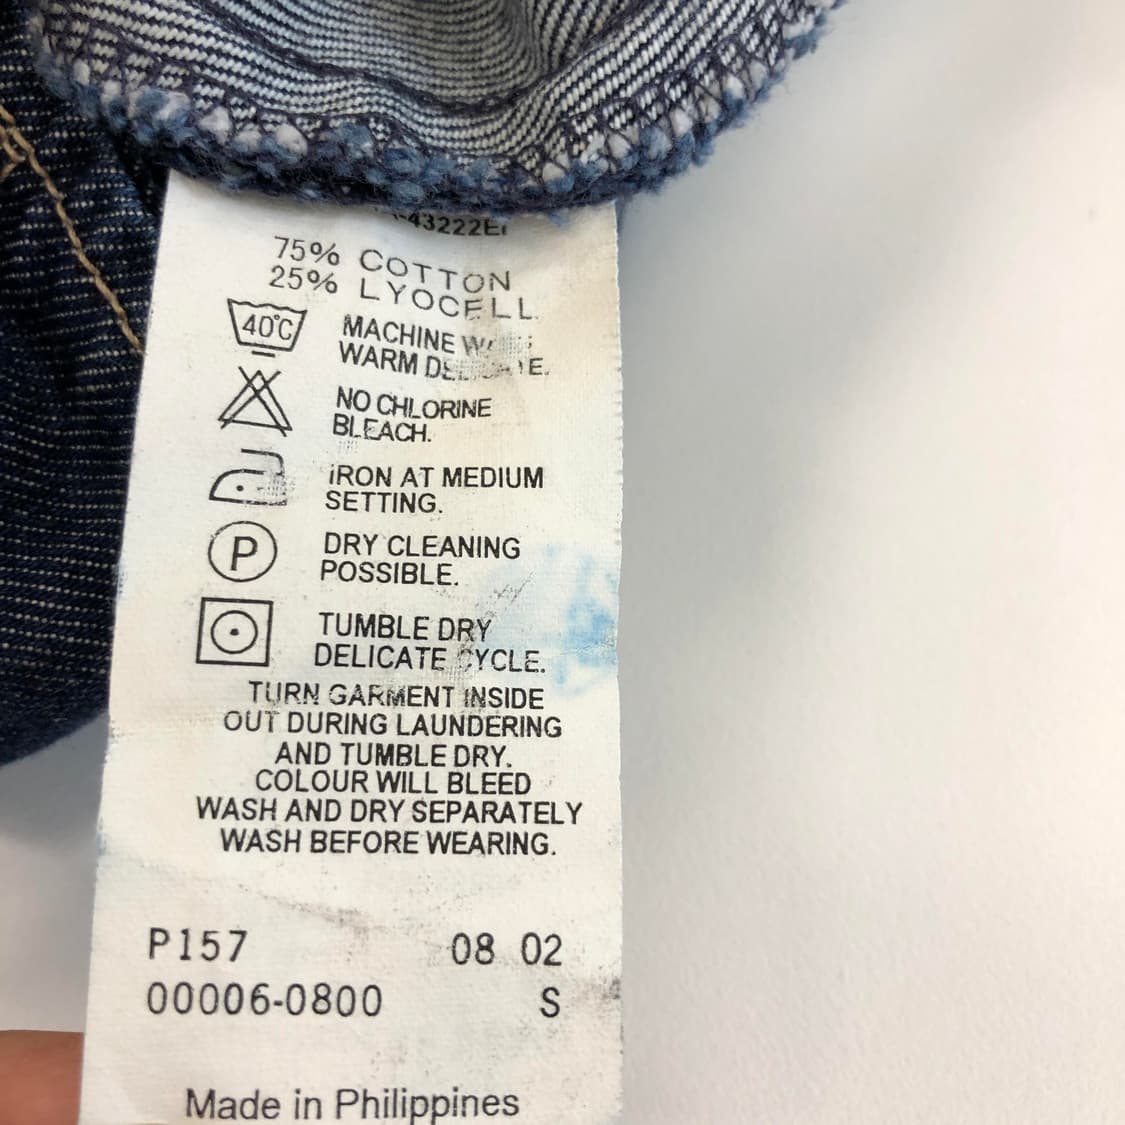 -43222E
75% COTTON
25% LYOCELL
40°C MACHINE
WARM
NO CHLORINE
BLEACH.
IRON AT MEDIUM
SETTING.
P DRY CLEANING
POSSIBLE.
TUMBLE DRY
DELICATE CYCLE.
TURN GARMENT INSIDE
OUT DURING LAUNDERING
AND TUMBLE DRY.
COLOUR WILL BLEED
WASH AND DRY SEPARATELY
WASH BEFORE WEARING.
P157 08 02
00006-0800 S
Made in Philippines